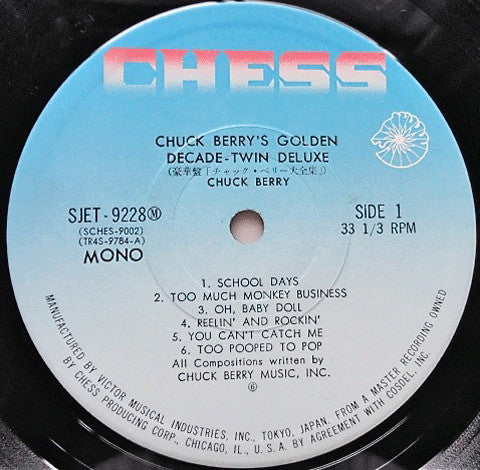 CHESS
CHUCK BERRY'S GOLDEN
DECADE-TWIN DELUXE
(豪華盤「チャック・ベリー大全集」)
CHUCK BERRY
SJET-9228Ⓜ
(SCHES-9002)
(TR4S-9784-A)
MONO
SiDE 1
33 1/3 RPM
1. SCHOOL DAYS
2. TOO MUCH MONKEY BUSINESS
3. OH, BABY DOLL
4. REELIN' AND ROCKIN'
5. YOU CAN'T CATCH ME
6. TOO POOPED TO POP
All Compositions written by
CHUCK BERRY MUSIC, INC.
⑥
MANUFACTURED BY VICTOR MUSICAL INDUSTRIES, INC., TOKYO, JAPAN. FROM A MASTER RECORDING OWNED
BY CHESS PRODUCING CORP., CHICAGO, IL., U.S.A. BY AGREEMENT WITH COSDEL, INC.